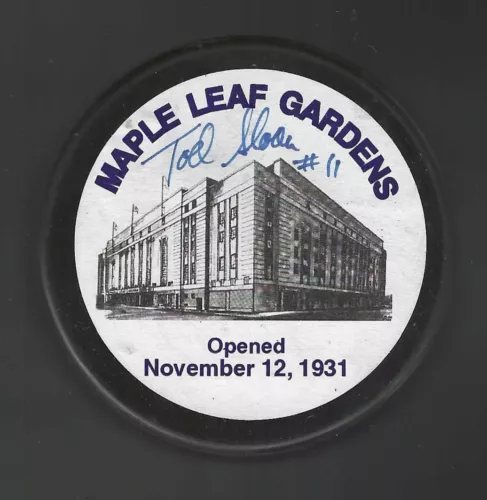 MAPLE LEAF GARDENS
Tod Sloan #11
Opened
November 12, 1931